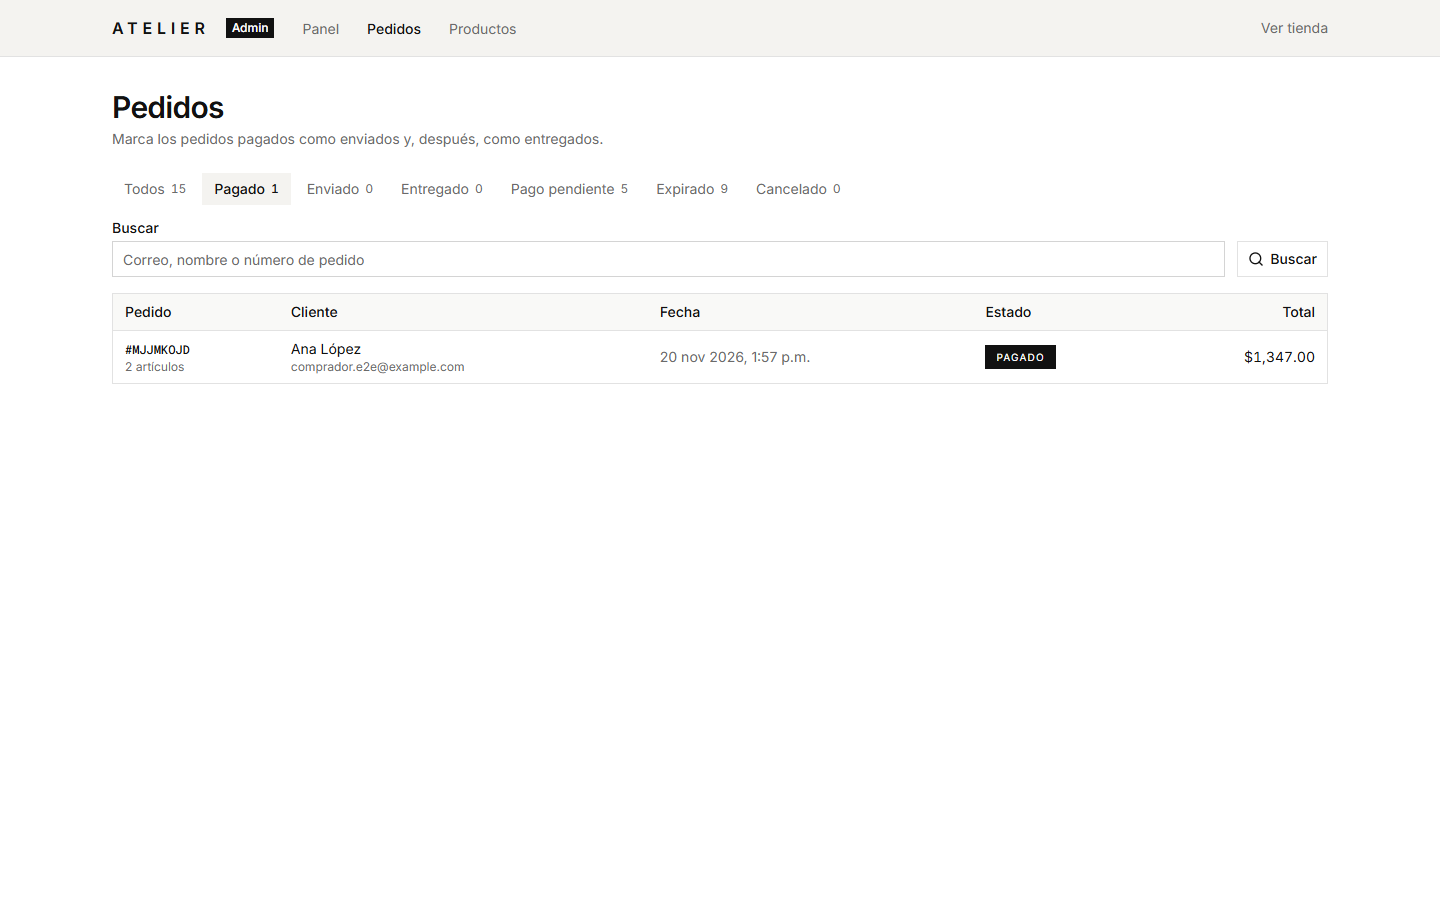 ATELIER Admin Panel Pedidos Productos Ver tienda
Pedidos
Marca los pedidos pagados como enviados y, después, como entregados.
Todos 15 Pagado 1 Enviado 0 Entregado 0 Pago pendiente 5 Expirado 9 Cancelado 0
Buscar
Correo, nombre o número de pedido Buscar
Pedido Cliente Fecha Estado Total
#MJJMKOJD Ana López 20 nov 2026, 1:57 p.m. PAGADO $1,347.00
2 artículos comprador.e2e@example.com